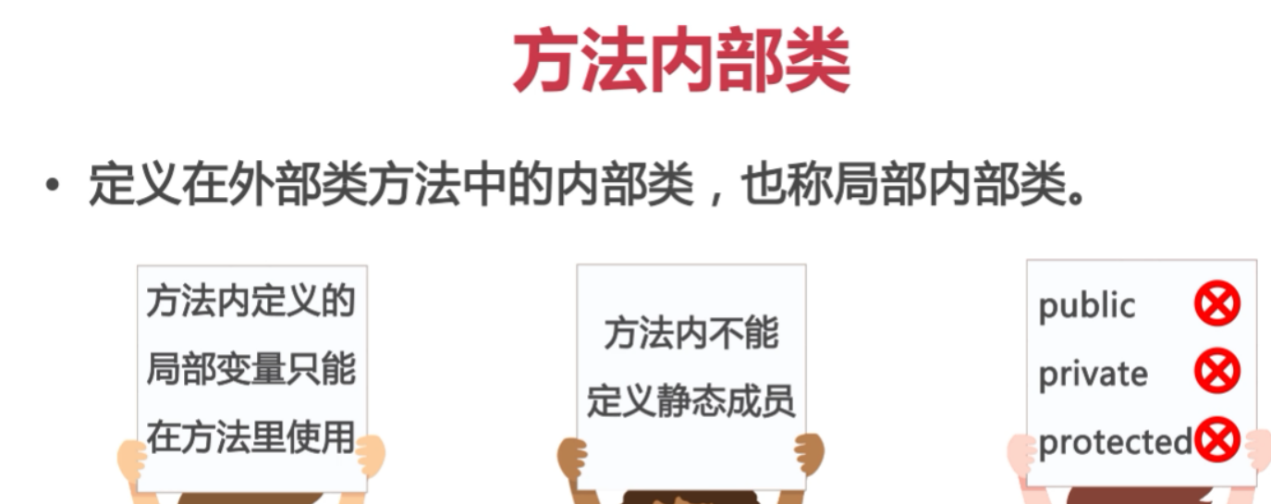 方法内部类
• 定义在外部类方法中的内部类，也称局部内部类。
方法内定义的
局部变量只能
在方法里使用
方法内不能
定义静态成员
public
private
protected